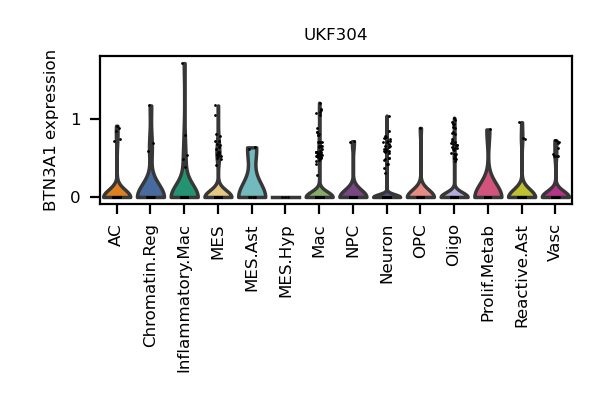 UKF304
BTN3A1 expression
1
0
AC
Chromatin.Reg
Inflammatory.Mac
MES
MES.Ast
MES.Hyp
Mac
NPC
Neuron
OPC
Oligo
Prolif.Metab
Reactive.Ast
Vasc